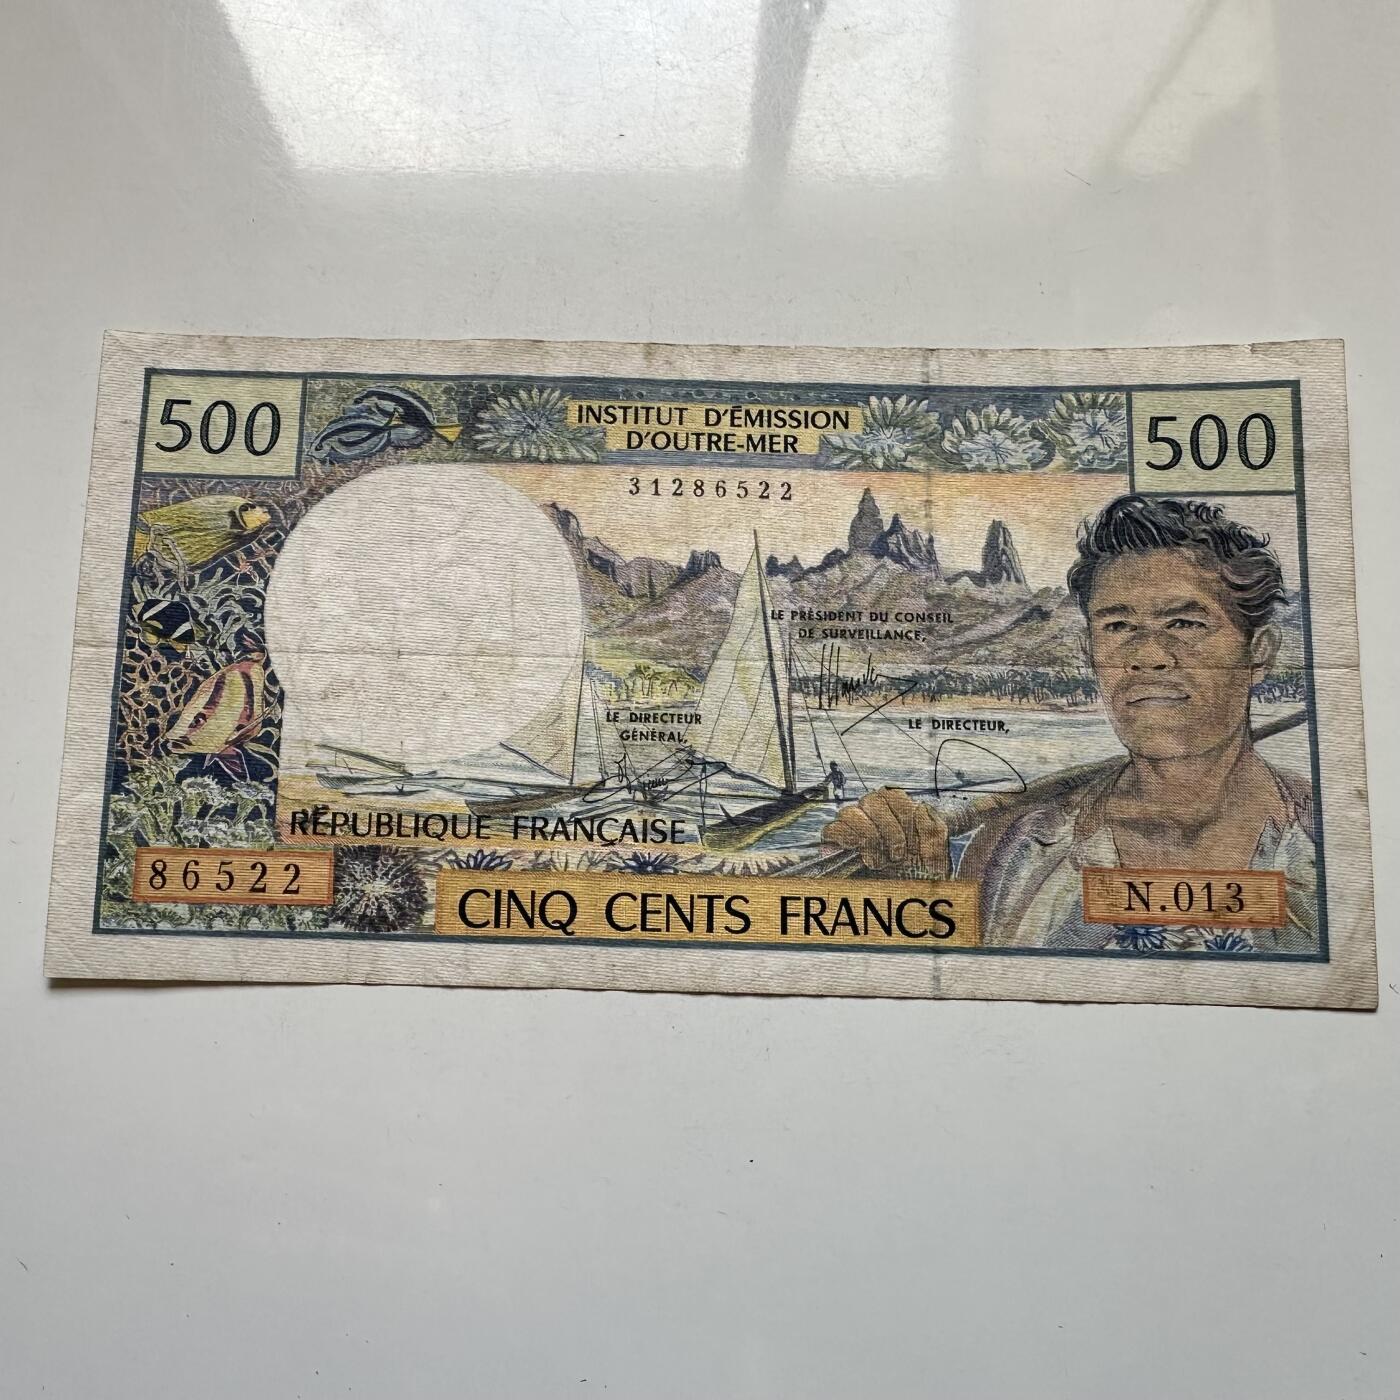 500
INSTITUT D'ÉMISSION
D'OUTRE-MER
500
31286522
LE PRÉSIDENT DU CONSEIL
DE SURVEILLANCE,
LE DIRECTEUR
GÉNÉRAL,
LE DIRECTEUR,
RÉPUBLIQUE FRANÇAISE
86522
CINQ CENTS FRANCS
N.013